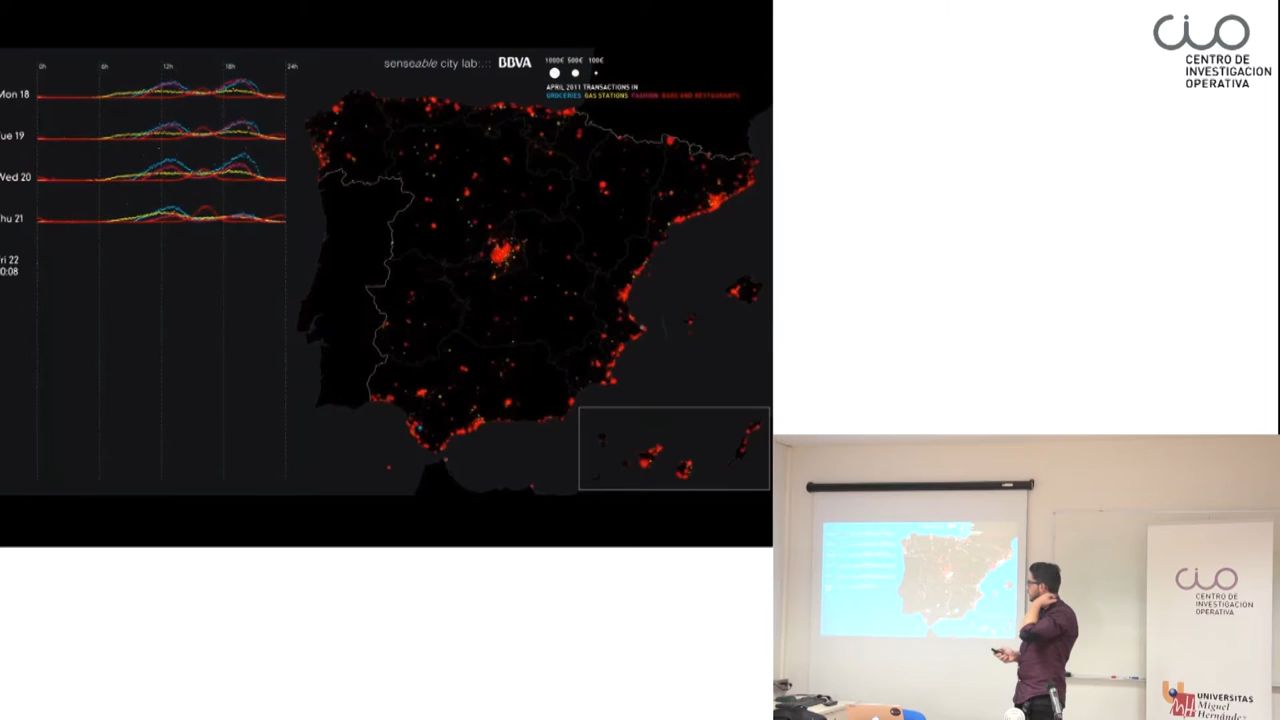 0h 6h 12h 18h 24h
senseable city lab:.:: BBVA
1000€ 500€ 100€
APRIL 2011 TRANSACTIONS IN
GROCERIES GAS STATIONS FASHION BARS AND RESTAURANTS
Mon 18
ue 19
Wed 20
hu 21
ri 22
0:08
cio
CENTRO DE
INVESTIGACION
OPERATIVA
cio
CENTRO DE
INVESTIGACION
OPERATIVA
UNIVERSITAS
Miguel
Hernández